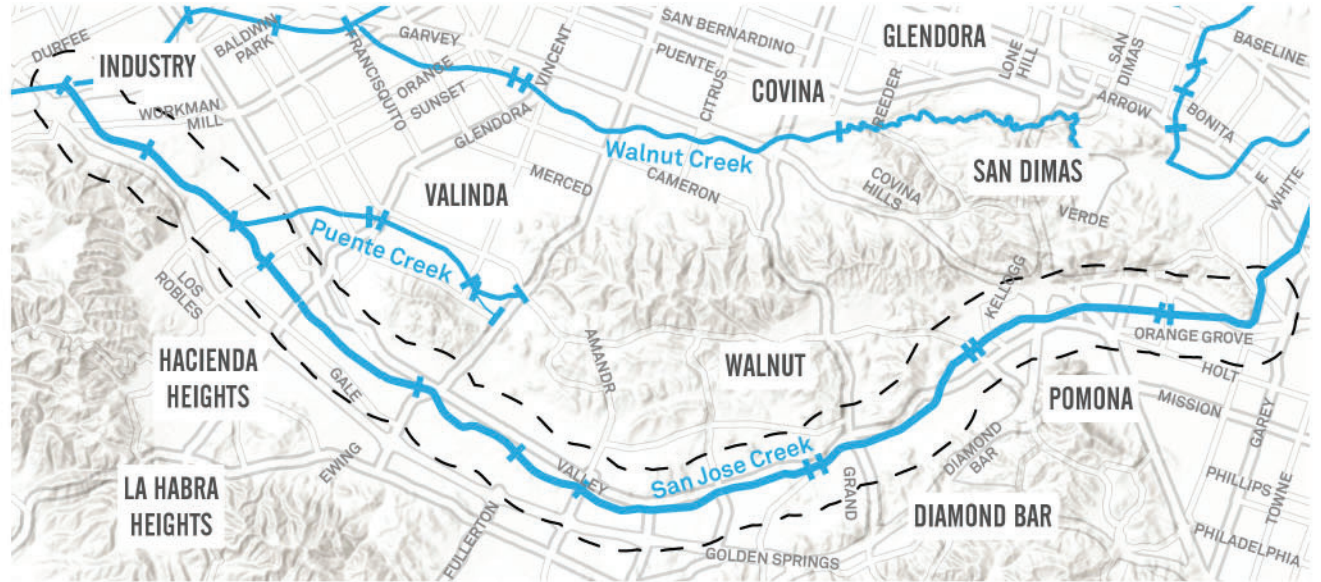 DURFEE
INDUSTRY
BALDWIN
PARK
FRANCISQUITO
GARVEY
ORANGE
SUNSET
VINCENT
SAN BERNARDINO
PUENTE
CITRUS
COVINA
GLENDORA
REEDER
LONE
HILL
SAN
DIMAS
BASELINE
ARROW
BONITA
WORKMAN
MILL
GLENDORA
Walnut Creek
MERCED
CAMERON
COVINA
HILLS
SAN DIMAS
VERDE
E
WHITE
VALINDA
Puente Creek
LOS
ROBLES
HACIENDA
HEIGHTS
GALE
AMANDR
WALNUT
KELLOGG
ORANGE GROVE
HOLT
POMONA
MISSION
GAREY
LA HABRA
HEIGHTS
EWING
FULLERTON
VALLEY
San Jose Creek
GRAND
DIAMOND
BAR
DIAMOND BAR
GOLDEN SPRINGS
PHILLIPS
TOWNE
PHILADELPHIA